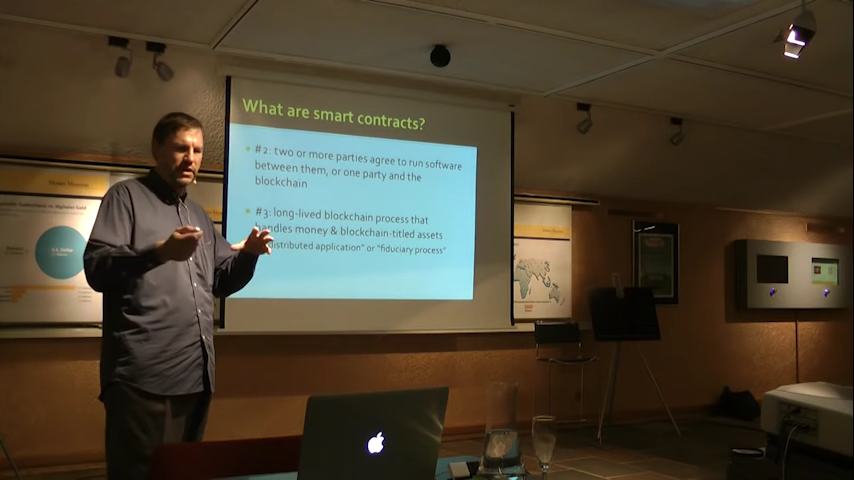 What are smart contracts?
#2: two or more parties agree to run software
between them, or one party and the
blockchain
#3: long-lived blockchain process that
handles money & blockchain-titled assets
distributed application" or "fiduciary process"